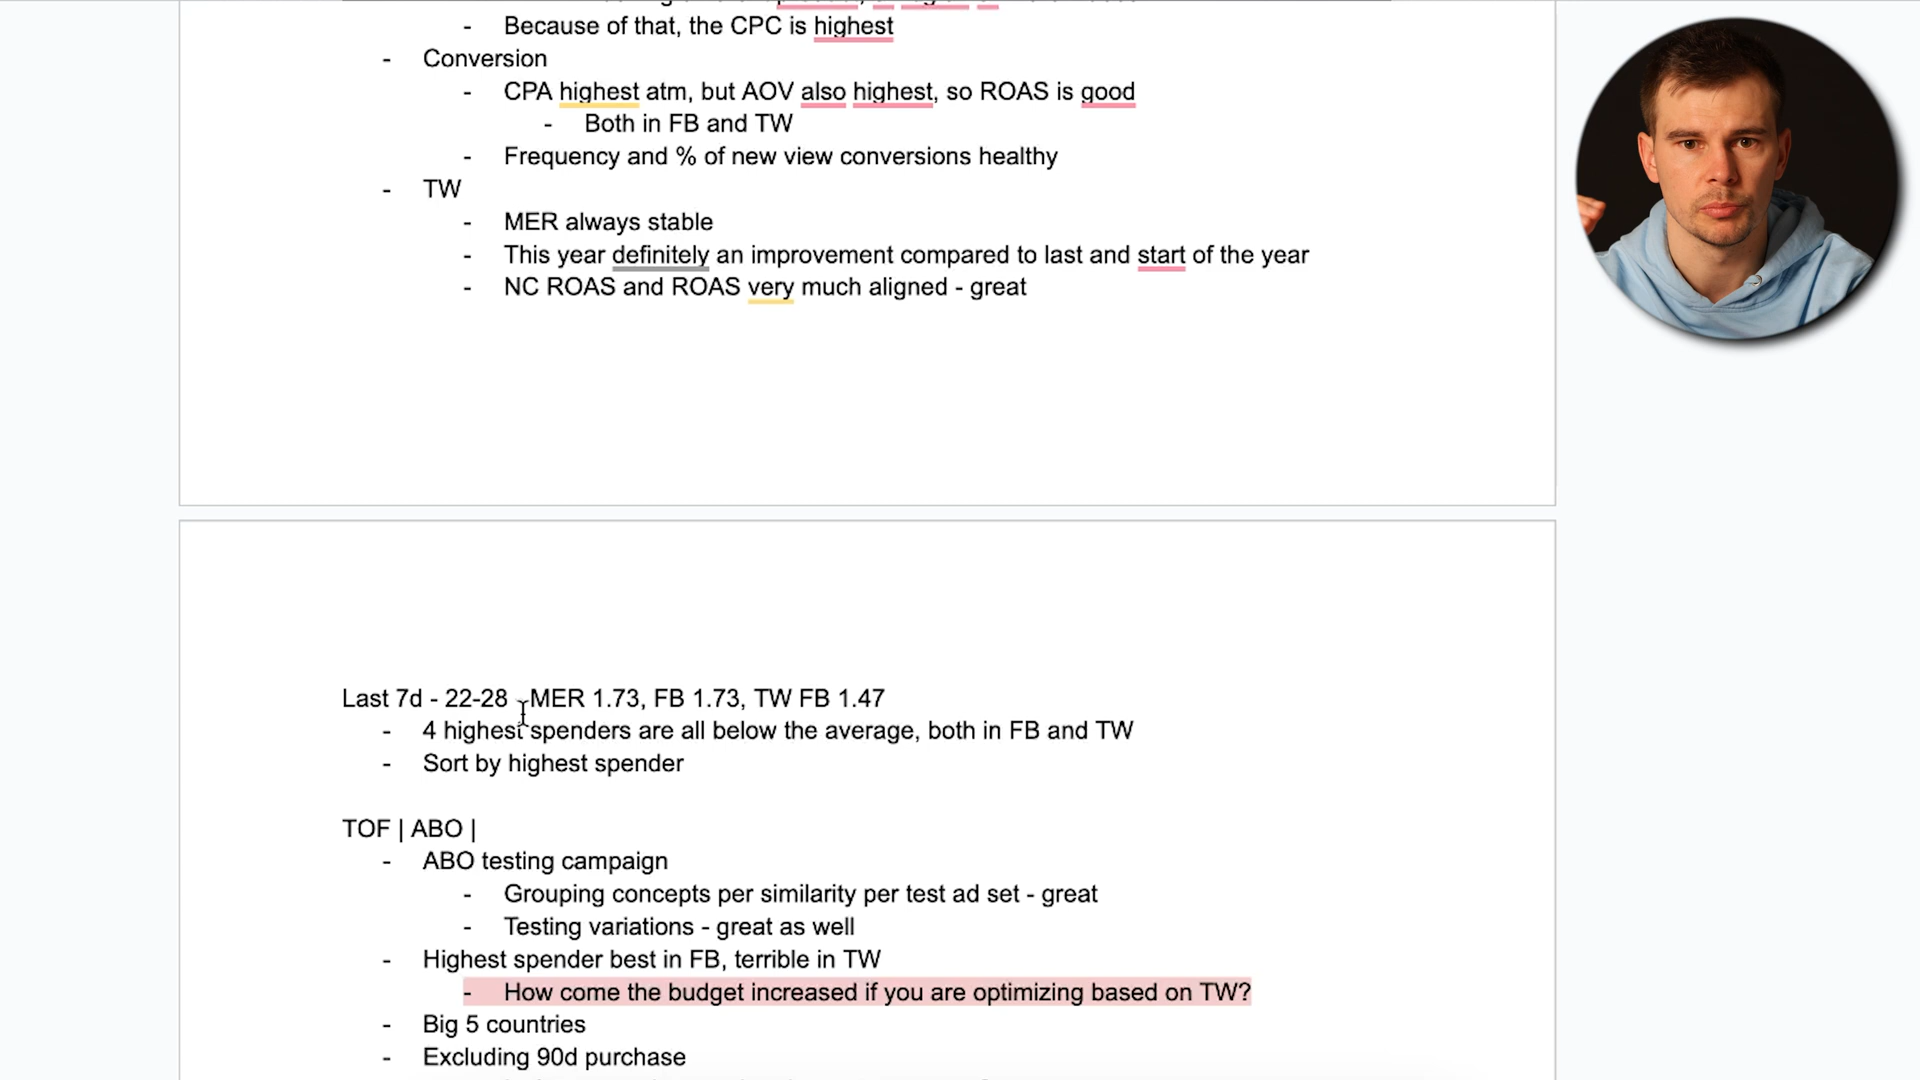 - Because of that, the CPC is highest
- Conversion
- CPA highest atm, but AOV also highest, so ROAS is good
- Both in FB and TW
- Frequency and % of new view conversions healthy
- TW
- MER always stable
- This year definitely an improvement compared to last and start of the year
- NC ROAS and ROAS very much aligned - great
Last 7d - 22-28 - MER 1.73, FB 1.73, TW FB 1.47
- 4 highest spenders are all below the average, both in FB and TW
- Sort by highest spender
TOF | ABO |
- ABO testing campaign
- Grouping concepts per similarity per test ad set - great
- Testing variations - great as well
- Highest spender best in FB, terrible in TW
- How come the budget increased if you are optimizing based on TW?
- Big 5 countries
- Excluding 90d purchase